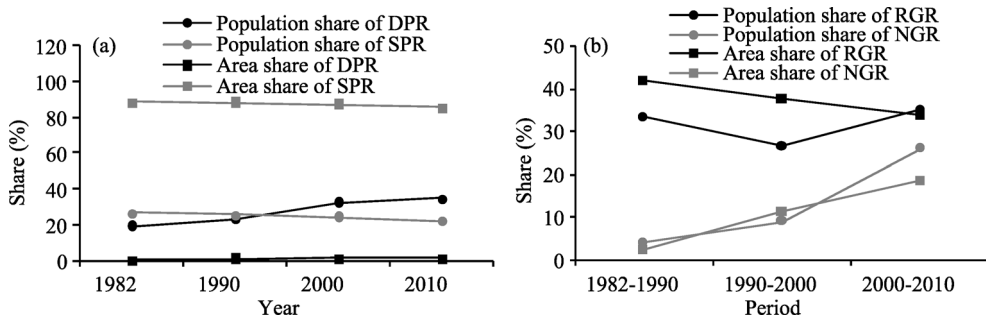 (a)
Population share of DPR
Population share of SPR
Area share of DPR
Area share of SPR
Share (%)
120
100
80
60
40
20
0
1982
1990
2000
2010
Year
(b)
Population share of RGR
Population share of NGR
Area share of RGR
Area share of NGR
Share (%)
50
40
30
20
10
0
1982-1990
1990-2000
2000-2010
Period